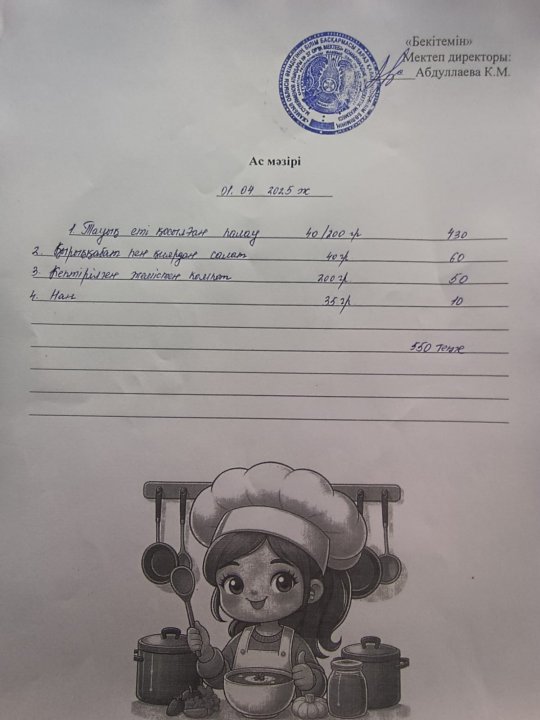 «Бекітемін»
Мектеп директоры:
Абдуллаева К.М.
Ас мәзірі
01. 04 2025 ж
1. Тауық еті қосылған палау 40/200 гр 430
2. Қырыққабат пен қиярдан салат 40 гр 60
3. Кептірілген жемістен компот 200 гр 50
4. Нан 35 гр 10
550 теңге